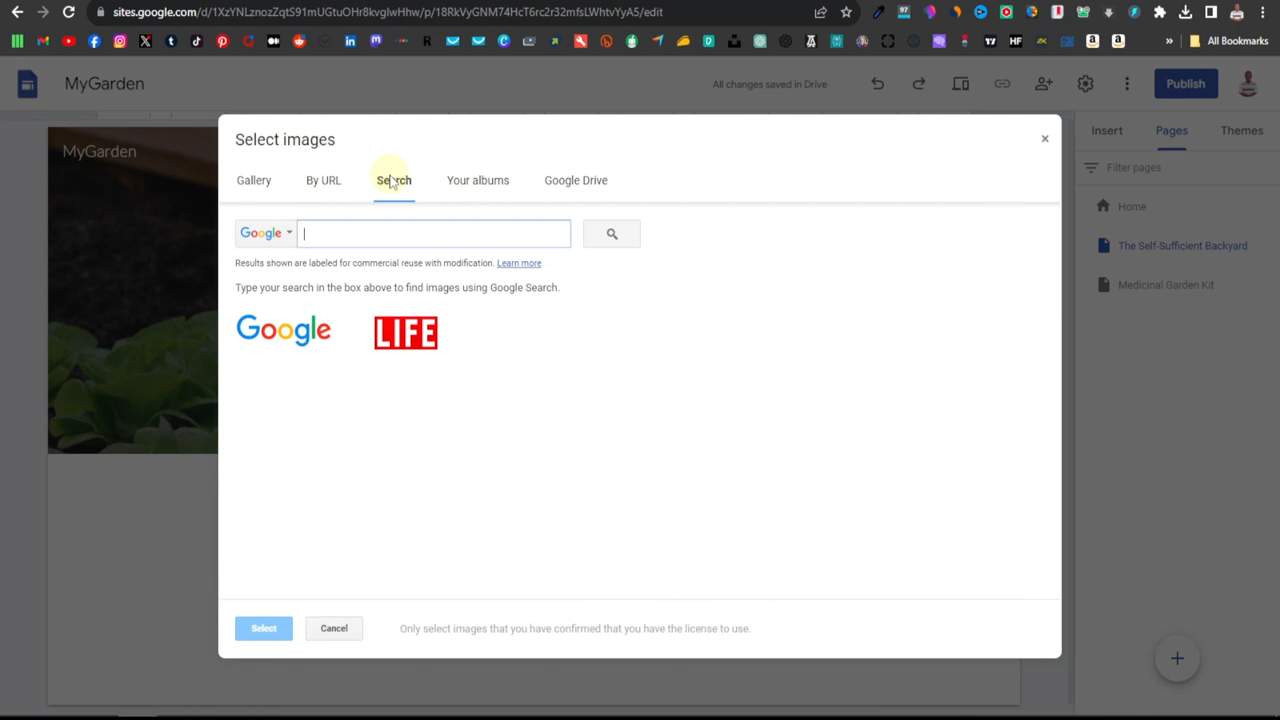 sites.google.com/d/1XzYNLznozZqtS91mUGtuOHr8kvglwHhw/p/18RkVyGNM74HcT6rc2r32mfsLWhtvYyA5/edit
All Bookmarks
MyGarden
All changes saved in Drive
Publish
MyGarden
Select images
×
Gallery
By URL
Search
Your albums
Google Drive
Google
Results shown are labeled for commercial reuse with modification. Learn more
Type your search in the box above to find images using Google Search.
Google
LIFE
Select
Cancel
Only select images that you have confirmed that you have the license to use.
Insert
Pages
Themes
Filter pages
Home
The Self-Sufficient Backyard
Medicinal Garden Kit